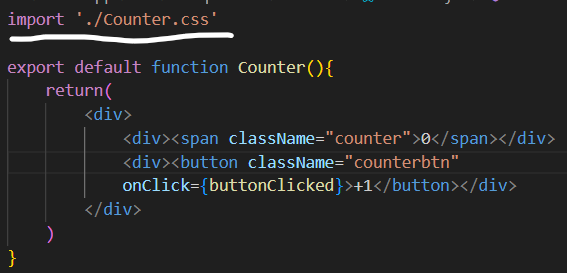 import './Counter.css'
export default function Counter(){
return(
<div>
<div><span className="counter">0</span></div>
<div><button className="counterbtn"
onClick={buttonClicked}>+1</button></div>
</div>
)
}